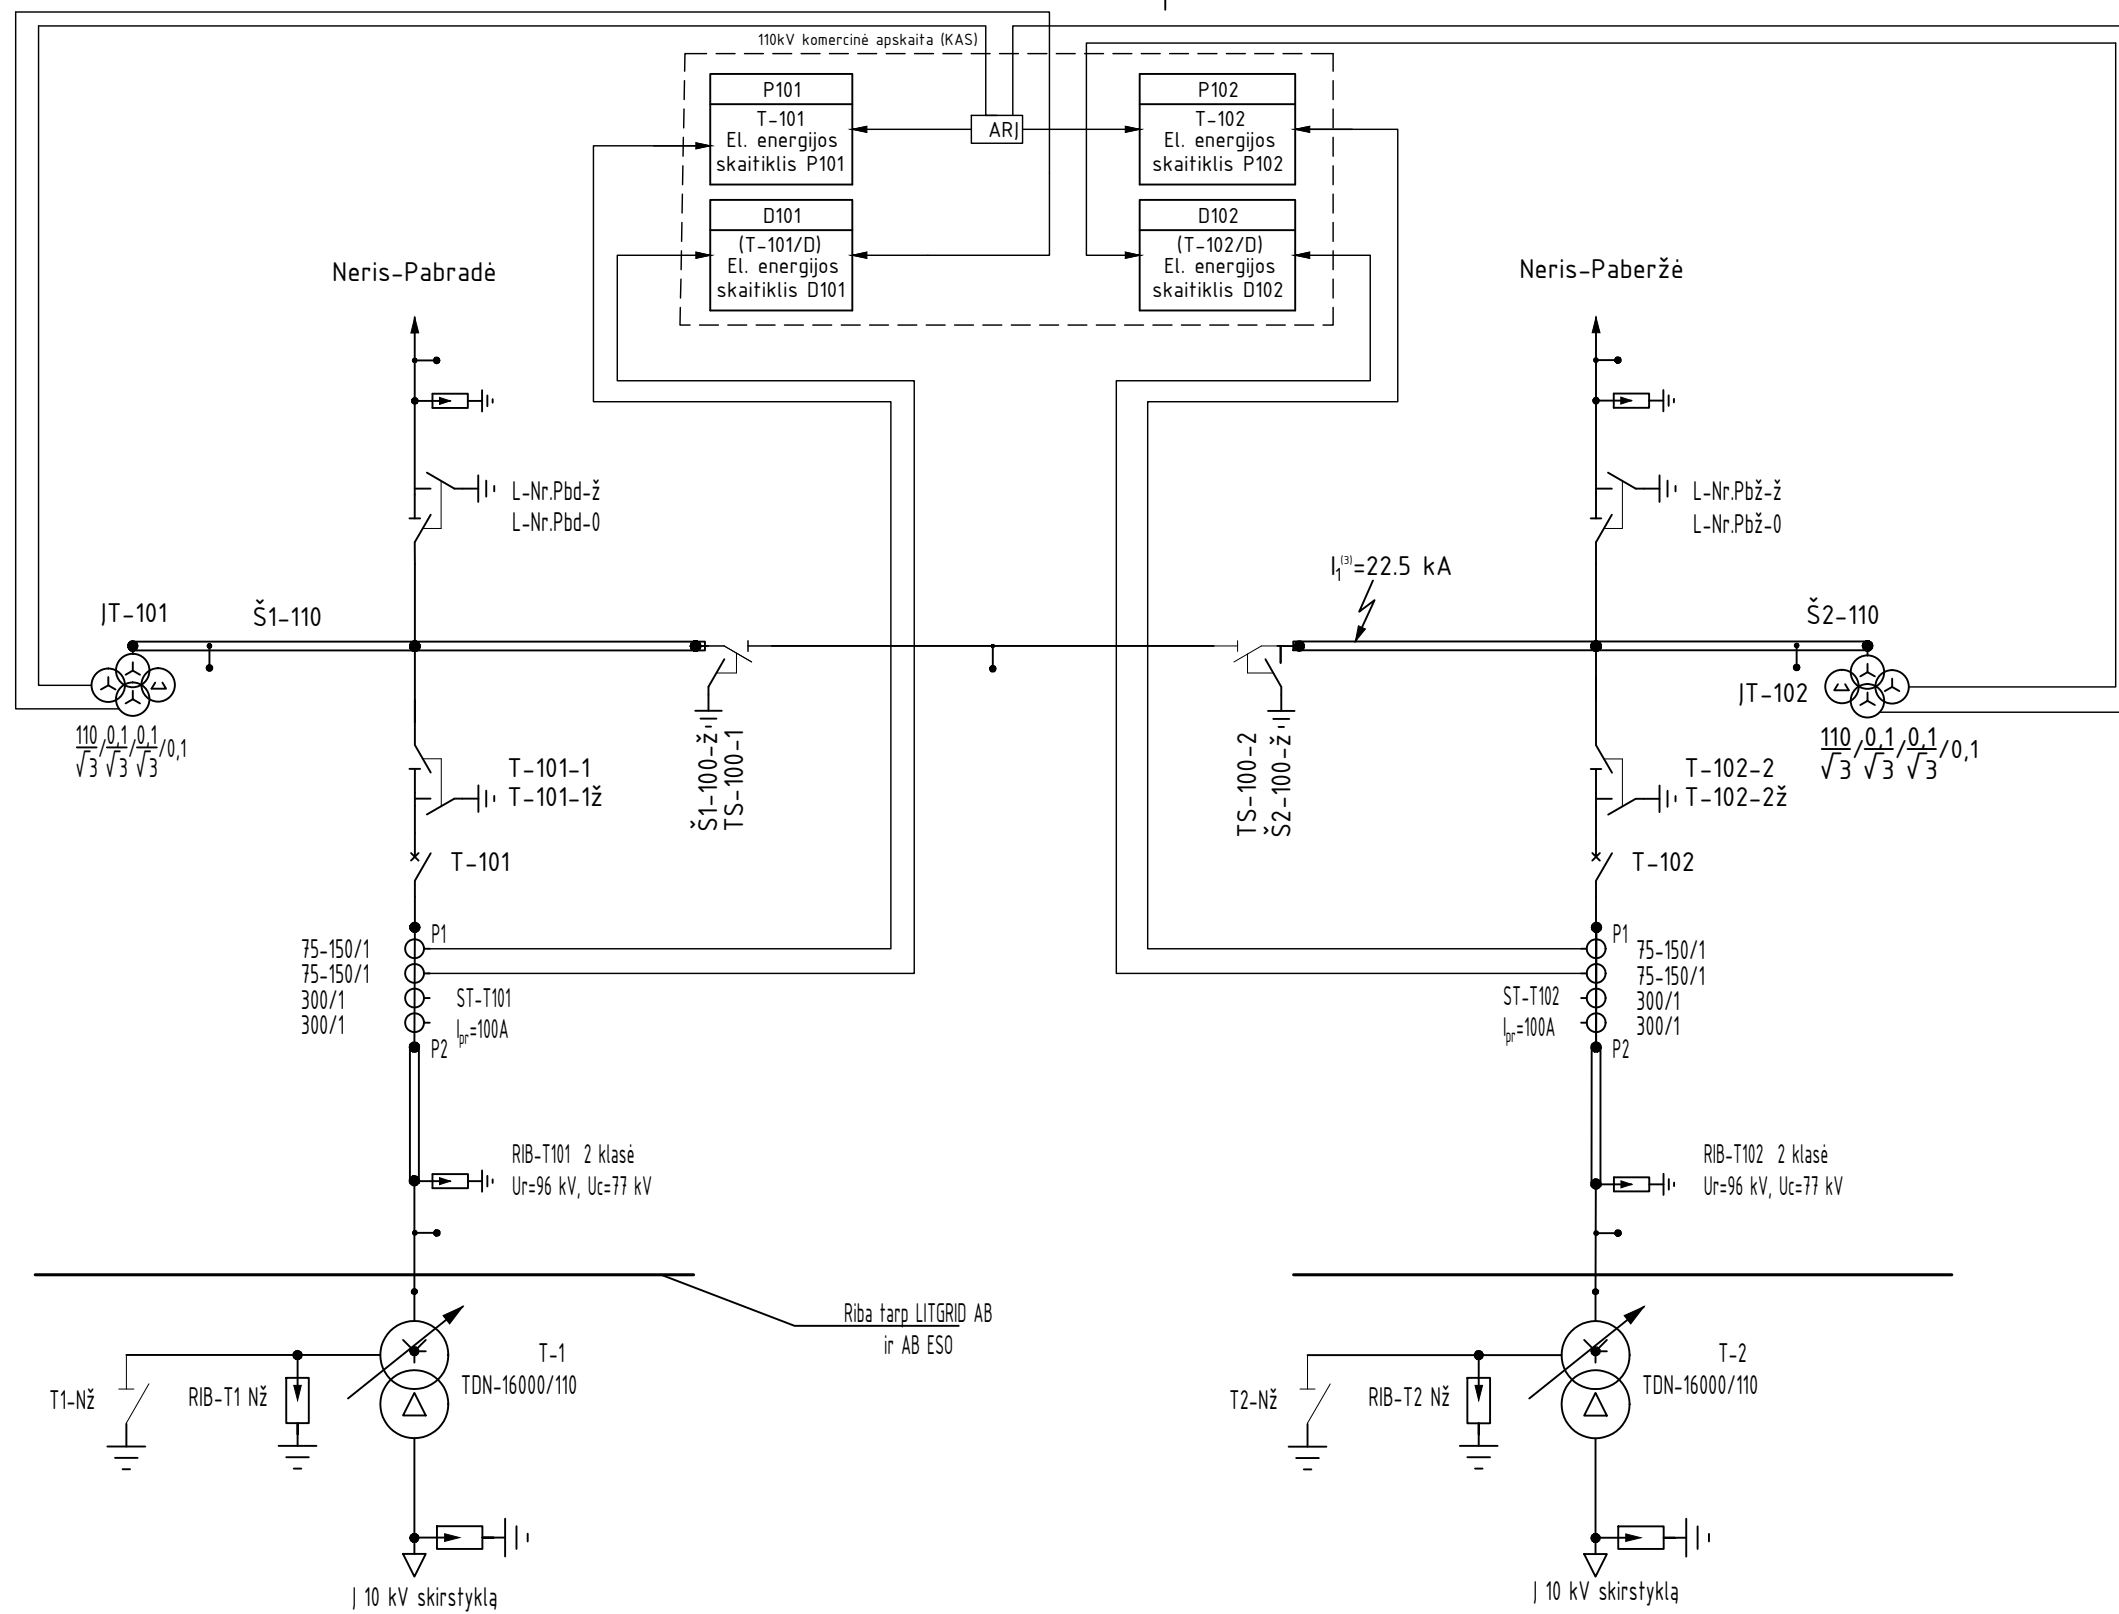 110kV komercinė apskaita (KAS)
P101
T-101
El. energijos
skaitiklis P101
ARĮ
P102
T-102
El. energijos
skaitiklis P102
D101
(T-101/D)
El. energijos
skaitiklis D101
D102
(T-102/D)
El. energijos
skaitiklis D102
Neris-Pabradė
Neris-Paberžė
L-Nr.Pbd-ž
L-Nr.Pbd-0
L-Nr.Pbž-ž
L-Nr.Pbž-0
I₁⁽³⁾=22.5 kA
ĮT-101
Š1-110
Š2-110
ĮT-102
110/√3/0,1/√3/0,1/√3/0,1
110/√3/0,1/√3/0,1/√3/0,1
Š1-100-ž
TS-100-1
TS-100-2
Š2-100-ž
T-101-1
T-101-1ž
T-102-2
T-102-2ž
T-101
T-102
P1
75-150/1
75-150/1
300/1
300/1
ST-T101
Ipr=100A
P2
P1
75-150/1
75-150/1
300/1
300/1
ST-T102
Ipr=100A
P2
RIB-T101 2 klasė
Ur=96 kV, Uc=77 kV
RIB-T102 2 klasė
Ur=96 kV, Uc=77 kV
Riba tarp LITGRID AB
ir AB ESO
T-1
TDN-16000/110
T1-Nž
RIB-T1 Nž
T-2
TDN-16000/110
T2-Nž
RIB-T2 Nž
Į 10 kV skirstyklą
Į 10 kV skirstyklą